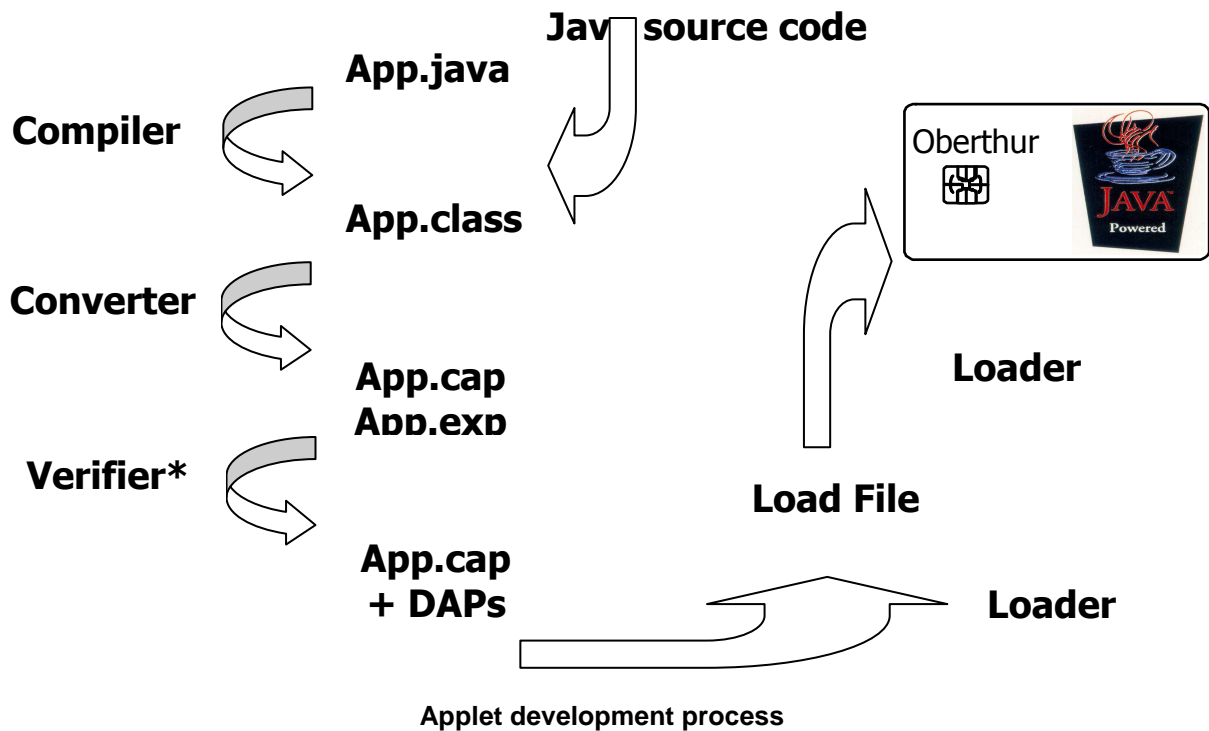 Java source code
App.java
Compiler
Oberthur
JAVA™
Powered
App.class
Converter
App.cap
App.exp
Loader
Verifier*
Load File
App.cap
+ DAPs
Loader
Applet development process